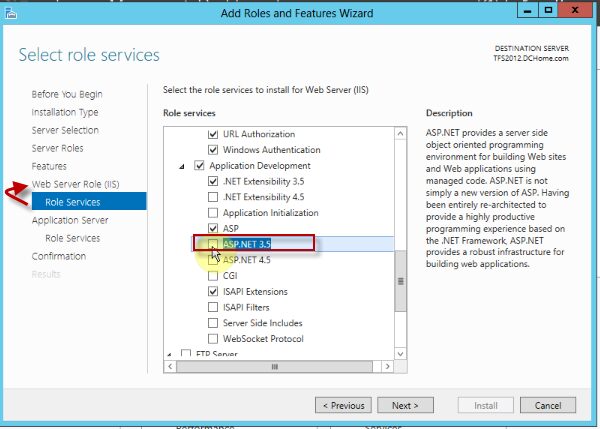 Add Roles and Features Wizard
Select role services
DESTINATION SERVER
TFS2012.DCHome.com
Before You Begin
Installation Type
Server Selection
Server Roles
Features
Web Server Role (IIS)
Role Services
Application Server
Role Services
Confirmation
Results
Select the role services to install for Web Server (IIS)
Role services
URL Authorization
Windows Authentication
Application Development
.NET Extensibility 3.5
.NET Extensibility 4.5
Application Initialization
ASP
ASP.NET 3.5
ASP.NET 4.5
CGI
ISAPI Extensions
ISAPI Filters
Server Side Includes
WebSocket Protocol
FTP Server
Description
ASP.NET provides a server side
object oriented programming
environment for building Web sites
and Web applications using
managed code. ASP.NET is not
simply a new version of ASP. Having
been entirely re-architected to
provide a highly productive
programming experience based on
the .NET Framework, ASP.NET
provides a robust infrastructure for
building web applications.
< Previous
Next >
Install
Cancel
Performance
Services